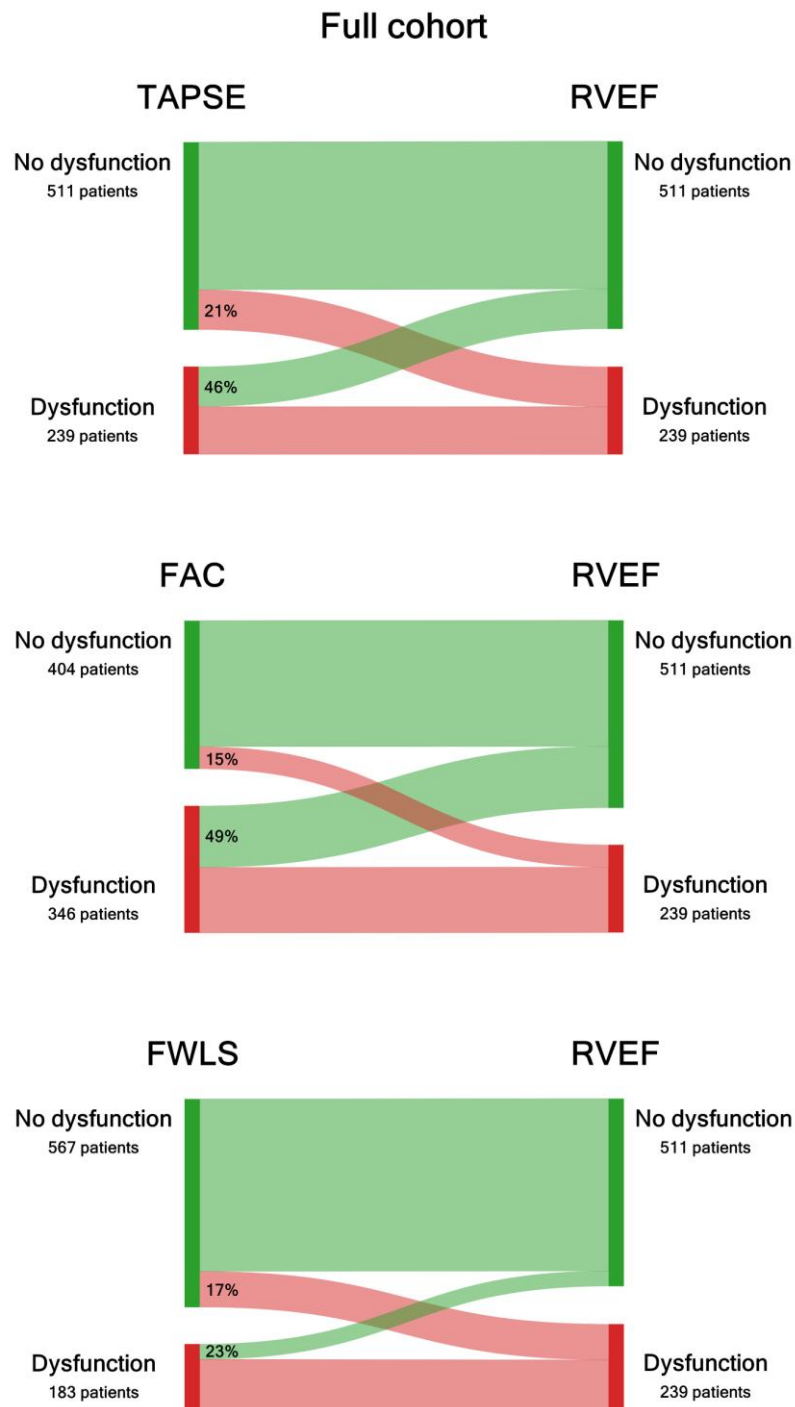 Full cohort
TAPSE RVEF
No dysfunction No dysfunction
511 patients 511 patients
21%
46%
Dysfunction Dysfunction
239 patients 239 patients
FAC RVEF
No dysfunction No dysfunction
404 patients 511 patients
15%
49%
Dysfunction Dysfunction
346 patients 239 patients
FWLS RVEF
No dysfunction No dysfunction
567 patients 511 patients
17%
23%
Dysfunction Dysfunction
183 patients 239 patients